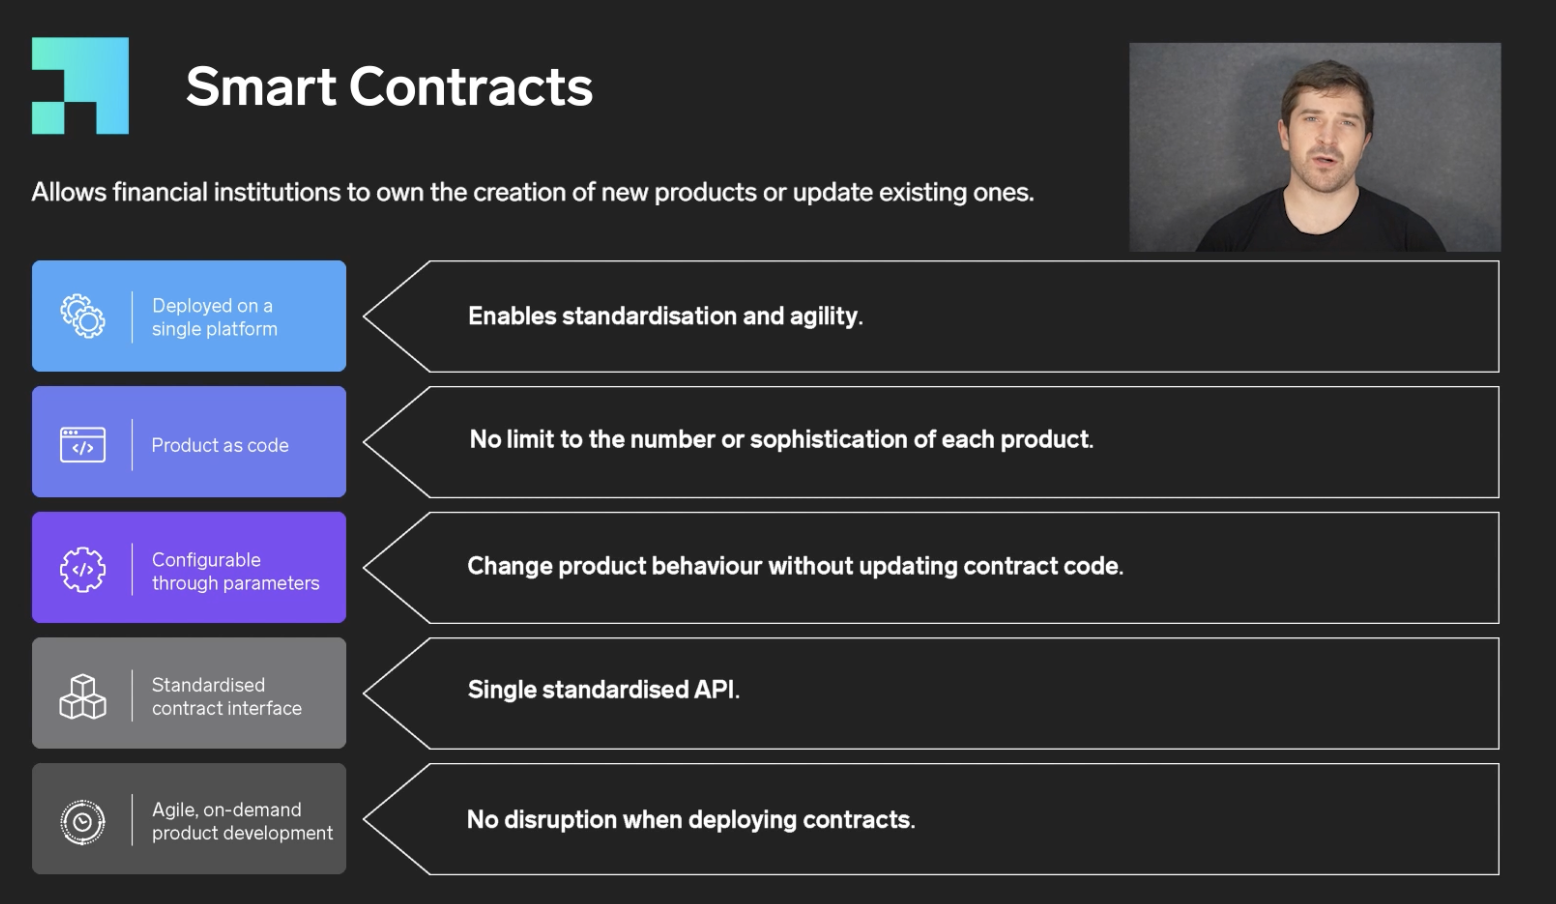 Smart Contracts
Allows financial institutions to own the creation of new products or update existing ones.
Deployed on a
single platform
Enables standardisation and agility.
Product as code
No limit to the number or sophistication of each product.
Configurable
through parameters
Change product behaviour without updating contract code.
Standardised
contract interface
Single standardised API.
Agile, on-demand
product development
No disruption when deploying contracts.